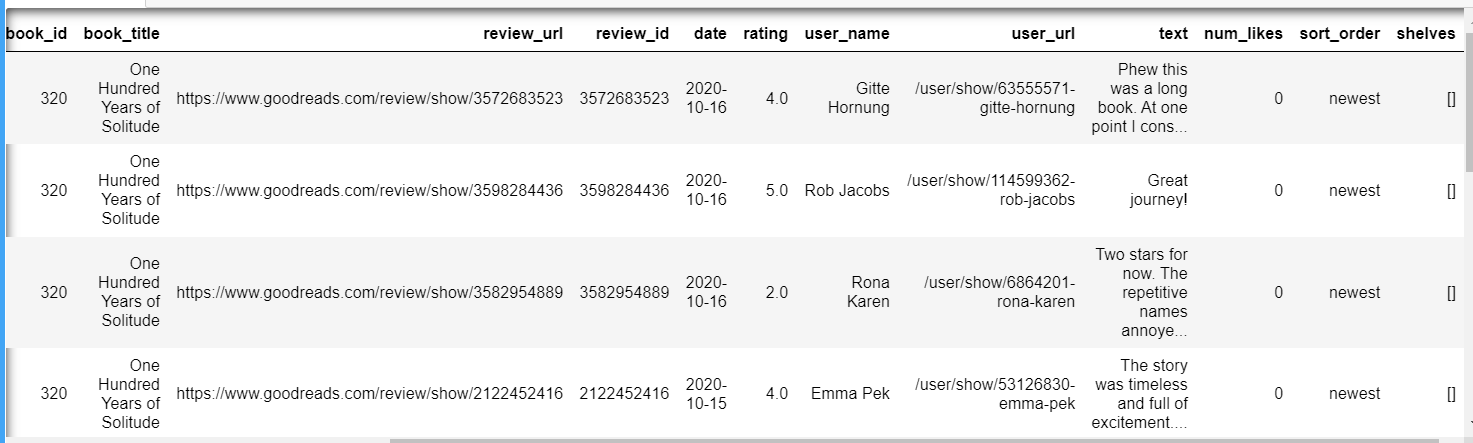 book_id book_title review_url review_id date rating user_name user_url text num_likes sort_order shelves
320 One Hundred Years of Solitude https://www.goodreads.com/review/show/3572683523 3572683523 2020-10-16 4.0 Gitte Hornung /user/show/63555571-gitte-hornung Phew this was a long book. At one point I cons... 0 newest []
320 One Hundred Years of Solitude https://www.goodreads.com/review/show/3598284436 3598284436 2020-10-16 5.0 Rob Jacobs /user/show/114599362-rob-jacobs Great journey! 0 newest []
320 One Hundred Years of Solitude https://www.goodreads.com/review/show/3582954889 3582954889 2020-10-16 2.0 Rona Karen /user/show/6864201-rona-karen Two stars for now. The repetitive names annoye... 0 newest []
320 One Hundred Years of Solitude https://www.goodreads.com/review/show/2122452416 2122452416 2020-10-15 4.0 Emma Pek /user/show/53126830-emma-pek The story was timeless and full of excitement.... 0 newest []